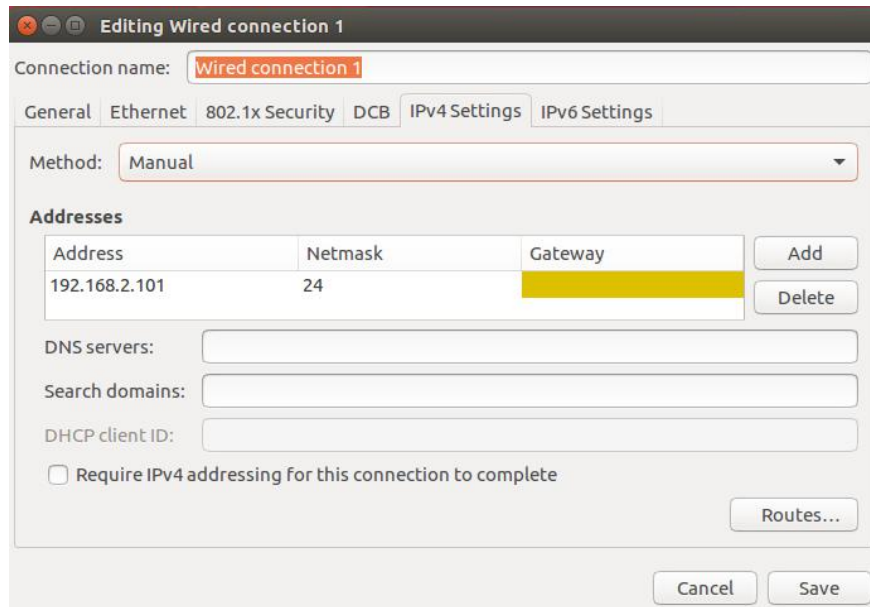 Editing Wired connection 1
Connection name: Wired connection 1
General Ethernet 802.1x Security DCB IPv4 Settings IPv6 Settings
Method: Manual
Addresses
Address Netmask Gateway Add
192.168.2.101 24
Delete
DNS servers:
Search domains:
DHCP client ID:
Require IPv4 addressing for this connection to complete
Routes...
Cancel Save